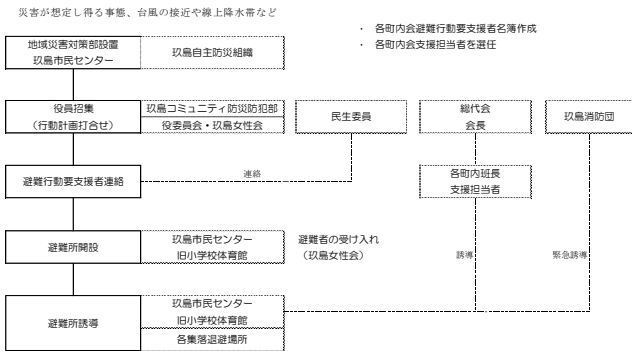 災害が想定し得る事態、台風の接近や線上降水帯など
・ 各町内会避難行動要支援者名簿作成
・ 各町内会支援担当者を選任
地域災害対策部設置
玖島市民センター
玖島自主防災組織
役員招集
（行動計画打合せ）
玖島コミュニティ防災防犯部
役委員会・玖島女性会
民生委員
総代会
会長
玖島消防団
避難行動要支援者連絡
連絡
各町内班長
支援担当者
避難所開設
玖島市民センター
旧小学校体育館
避難者の受け入れ
（玖島女性会）
誘導
緊急誘導
避難所誘導
玖島市民センター
旧小学校体育館
各集落退避場所